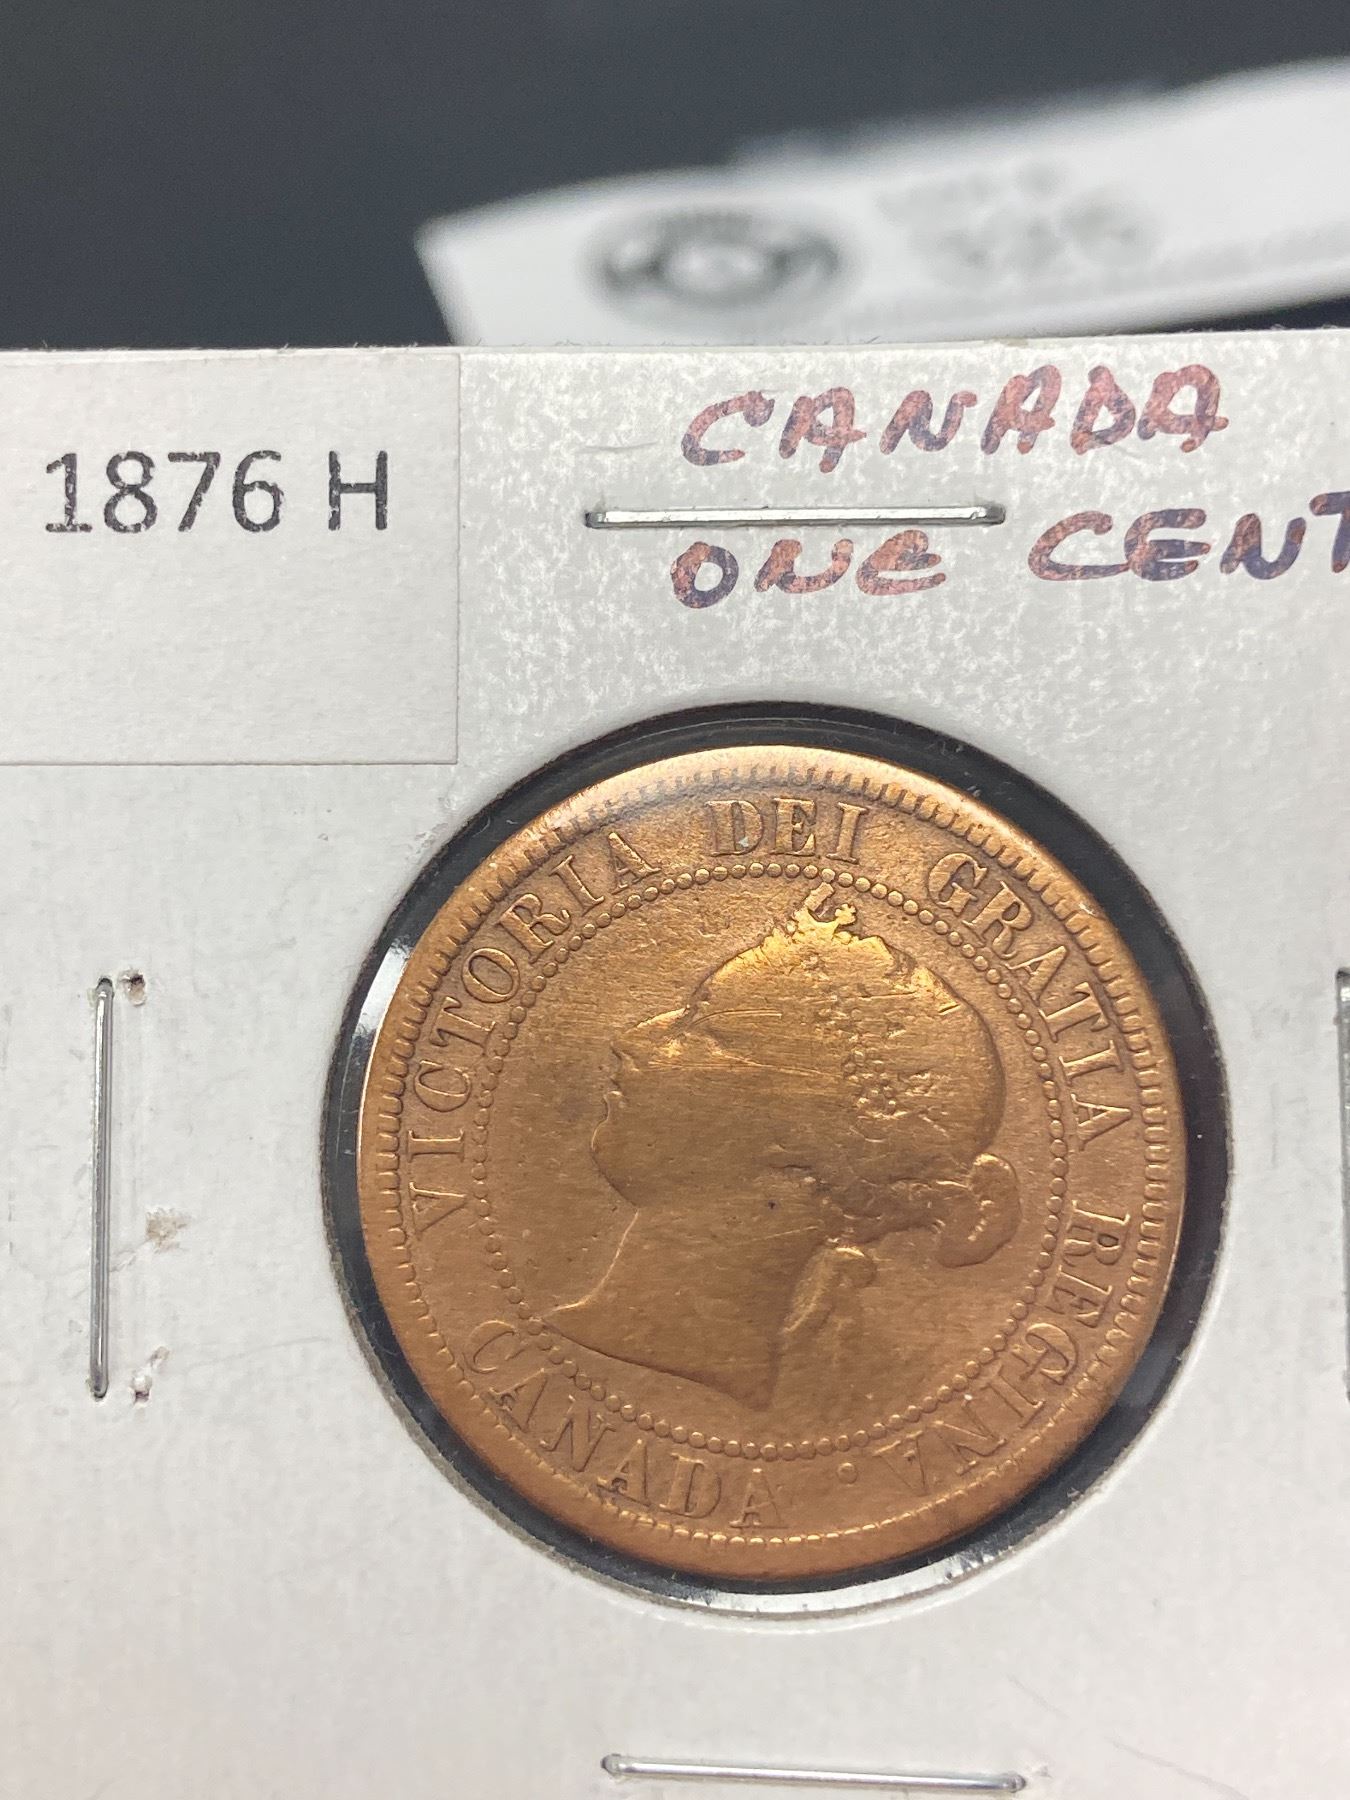 1876 H
CANADA
ONE CENT
VICTORIA DEI GRATIA REGINA.
CANADA